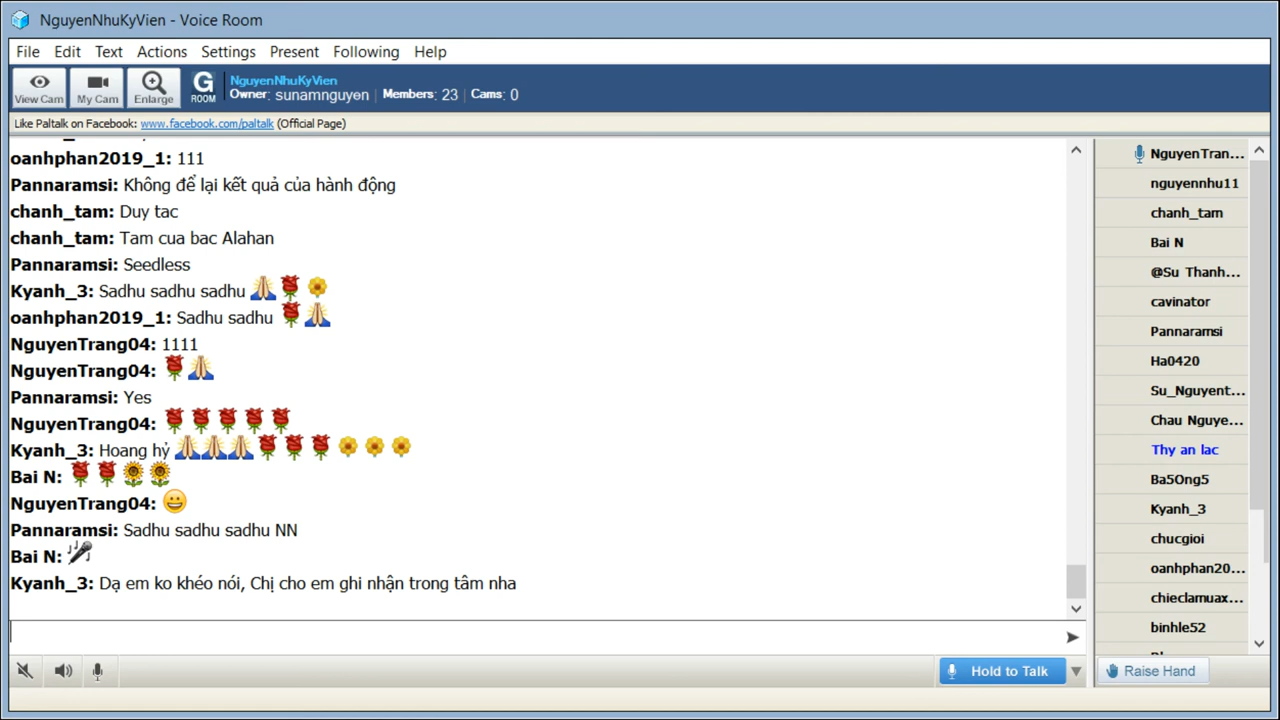 NguyenNhuKyVien - Voice Room
File Edit Text Actions Settings Present Following Help
View Cam My Cam Enlarge G ROOM
NguyenNhuKyVien
Owner: sunamnguyen | Members: 23 | Cams: 0
Like Paltalk on Facebook: www.facebook.com/paltalk (Official Page)
oanhphan2019_1: 111
Pannaramsi: Không để lại kết quả của hành động
chanh_tam: Duy tac
chanh_tam: Tam cua bac Alahan
Pannaramsi: Seedless
Kyanh_3: Sadhu sadhu sadhu 🙏🌹🌼
oanhphan2019_1: Sadhu sadhu 🌹🙏
NguyenTrang04: 1111
NguyenTrang04: 🌹🙏
Pannaramsi: Yes
NguyenTrang04: 🌹🌹🌹🌹🌹
Kyanh_3: Hoang hỷ 🙏🙏🙏🌹🌹🌹🌼🌼🌼
Bai N: 🌹🌹🌻🌻
NguyenTrang04: 😀
Pannaramsi: Sadhu sadhu sadhu NN
Bai N: 🎤
Kyanh_3: Dạ em ko khéo nói, Chị cho em ghi nhận trong tâm nha
NguyenTran...
nguyennhu11
chanh_tam
Bai N
@Su Thanh...
cavinator
Pannaramsi
Ha0420
Su_Nguyent...
Chau Nguye...
Thy an lac
Ba5Ong5
Kyanh_3
chucgioi
oanhphan20...
chieclamuax...
binhle52
Hold to Talk
Raise Hand